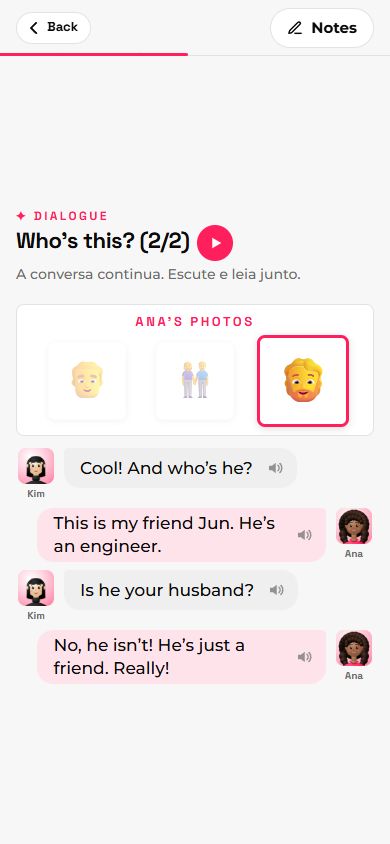 Back
Notes
✦ DIALOGUE
Who's this? (2/2)
A conversa continua. Escute e leia junto.
ANA'S PHOTOS
Cool! And who's he?
Kim
This is my friend Jun. He's
an engineer.
Ana
Is he your husband?
Kim
No, he isn't! He's just a
friend. Really!
Ana